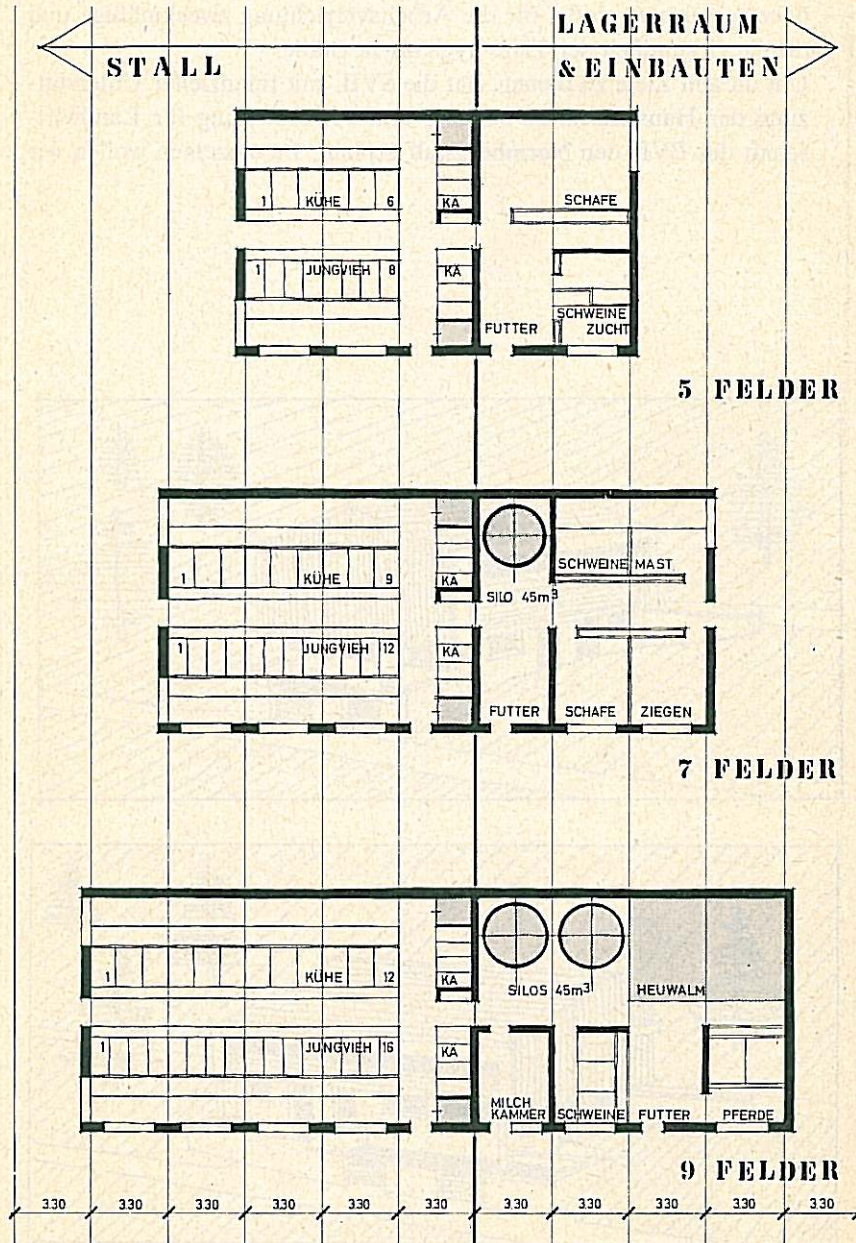 LAGERRAUM
STALL & EINBAUTEN
1 KÜHE 6 KA SCHAFE
1 JUNGVIEH 8 KA
SCHWEINE
FUTTER ZUCHT
5 FELDER
SCHWEINE MAST
1 KÜHE 9 KA
SILO 45m³
1 JUNGVIEH 12 KA
FUTTER SCHAFE ZIEGEN
7 FELDER
1 KÜHE 12 KA
SILOS 45m³ HEUWALM
1 JUNGVIEH 16 KA
MILCH
KAMMER SCHWEINE FUTTER PFERDE
9 FELDER
3.30 3.30 3.30 3.30 3.30 3.30 3.30 3.30 3.30 3.30 3.30